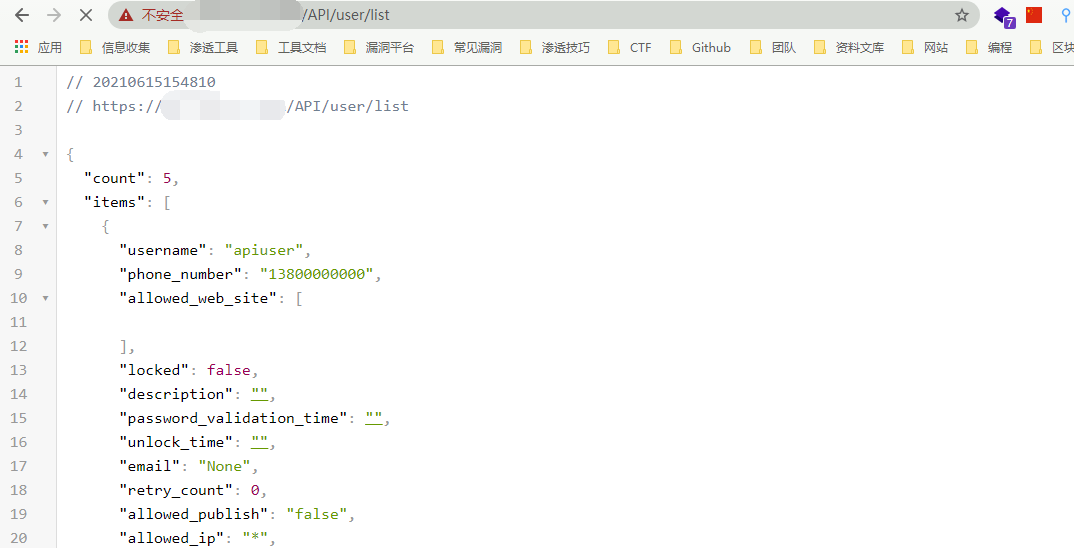 不安全 /API/user/list
7
应用 信息收集 渗透工具 工具文档 漏洞平台 常见漏洞 渗透技巧 CTF Github 团队 资料文库 网站 编程 区块
1 // 20210615154810
2 // https:// /API/user/list
3
4 {
5 "count": 5,
6 "items": [
7 {
8 "username": "apiuser",
9 "phone_number": "13800000000",
10 "allowed_web_site": [
11
12 ],
13 "locked": false,
14 "description": "",
15 "password_validation_time": "",
16 "unlock_time": "",
17 "email": "None",
18 "retry_count": 0,
19 "allowed_publish": "false",
20 "allowed_ip": "*",